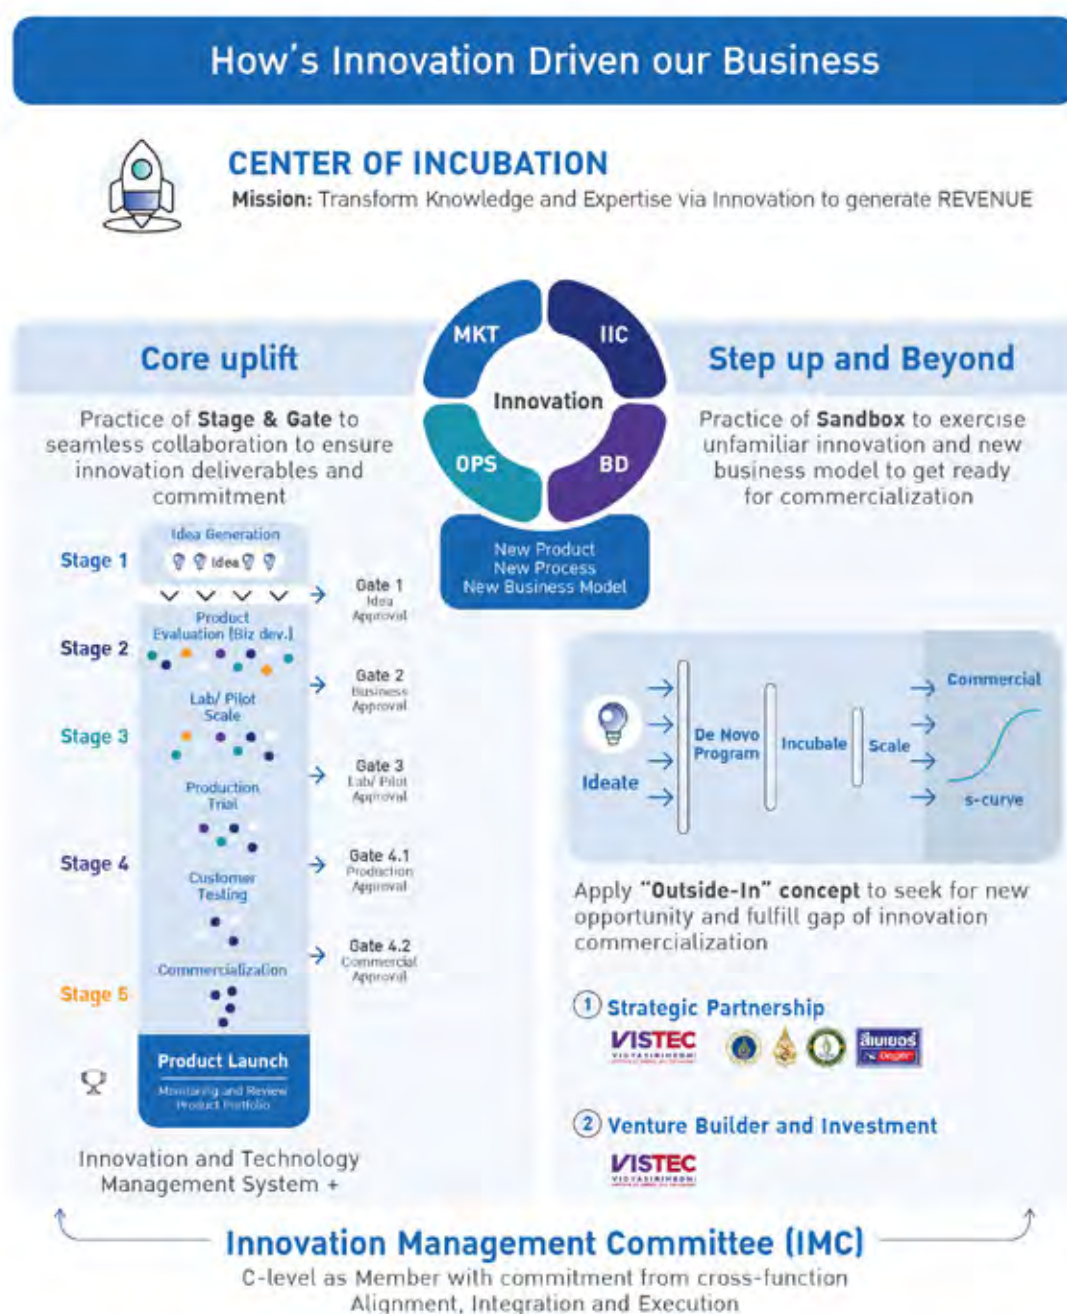 How's Innovation Driven our Business
CENTER OF INCUBATION
Mission: Transform Knowledge and Expertise via Innovation to generate REVENUE
MKT
IIC
Innovation
OPS
BD
New Product
New Process
New Business Model
Core uplift
Practice of Stage & Gate to
seamless collaboration to ensure
innovation deliverables and
commitment
Stage 1
Idea Generation
Idea
Gate 1
Idea
Approval
Stage 2
Product
Evaluation (Biz dev.)
Gate 2
Business
Approval
Stage 3
Lab/ Pilot
Scale
Gate 3
Lab/ Pilot
Approval
Production
Trial
Stage 4
Gate 4.1
Production
Approval
Customer
Testing
Gate 4.2
Commercial
Approval
Commercialization
Stage 5
Product Launch
Monitoring and Review
Product Portfolio
Innovation and Technology
Management System +
Step up and Beyond
Practice of Sandbox to exercise
unfamiliar innovation and new
business model to get ready
for commercialization
Ideate
De Novo
Program
Incubate
Scale
Commercial
s-curve
Apply "Outside-In" concept to seek for new
opportunity and fulfill gap of innovation
commercialization
1 Strategic Partnership
VISTEC
สีเบเยอร์
Beger
2 Venture Builder and Investment
VISTEC
Innovation Management Committee (IMC)
C-level as Member with commitment from cross-function
Alignment, Integration and Execution